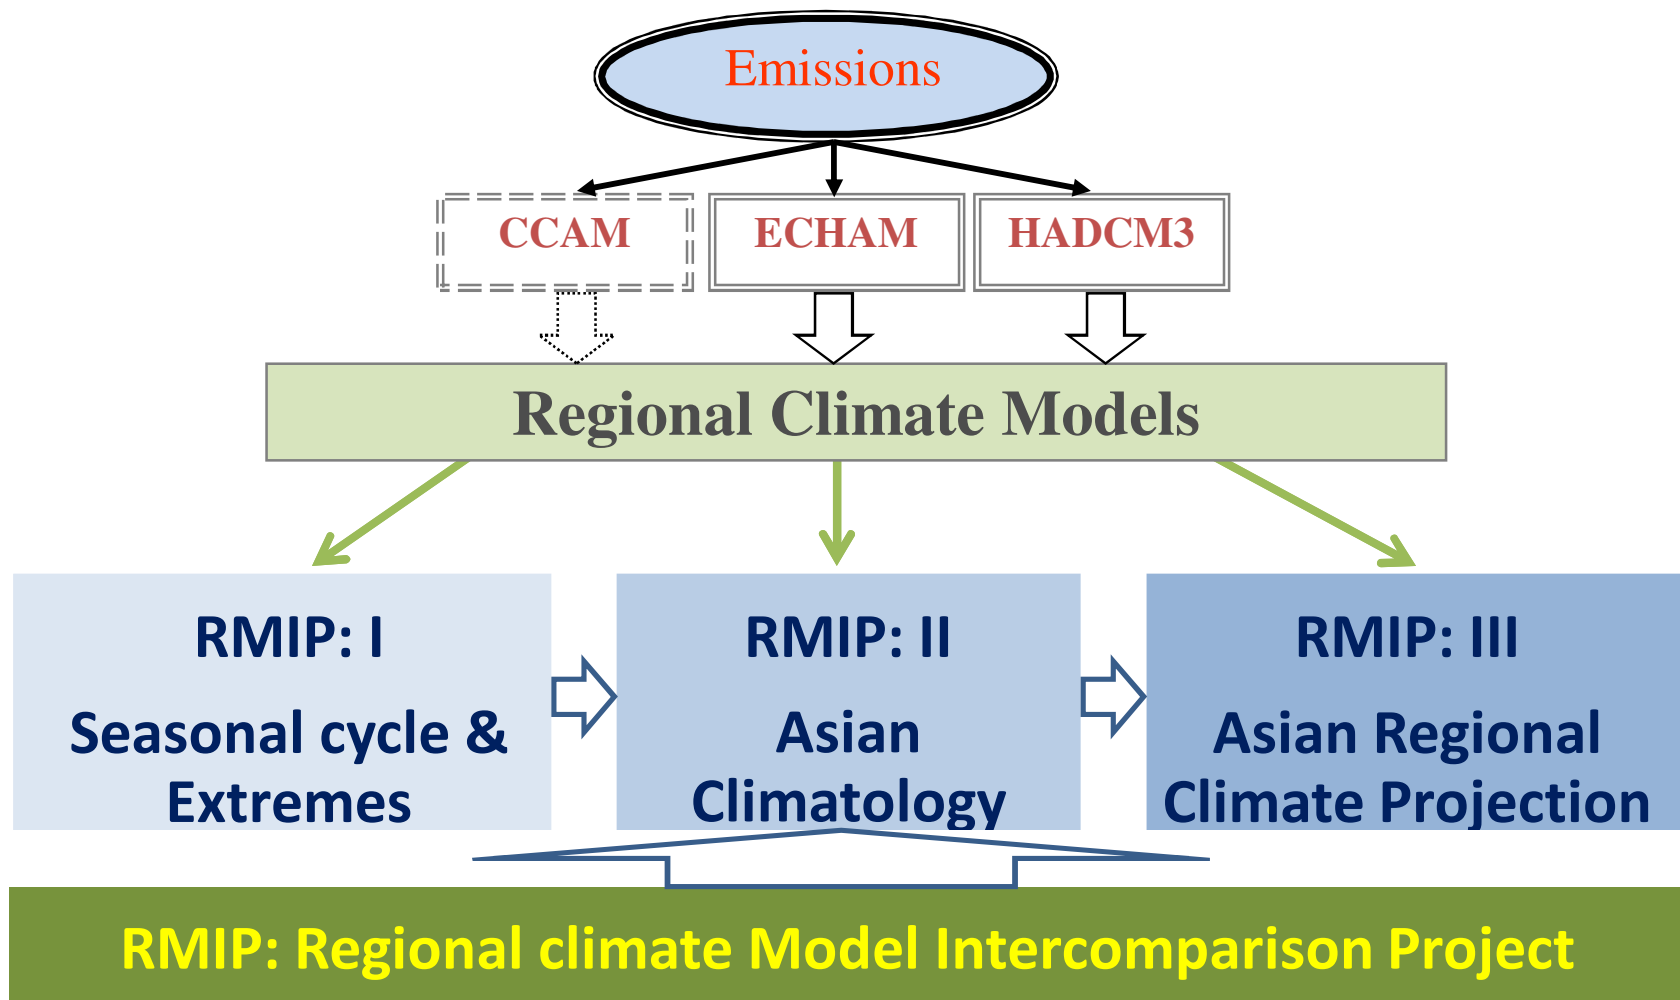 Emissions
CCAM ECHAM HADCM3
Regional Climate Models
RMIP: I
Seasonal cycle &
Extremes
RMIP: II
Asian
Climatology
RMIP: III
Asian Regional
Climate Projection
RMIP: Regional climate Model Intercomparison Project